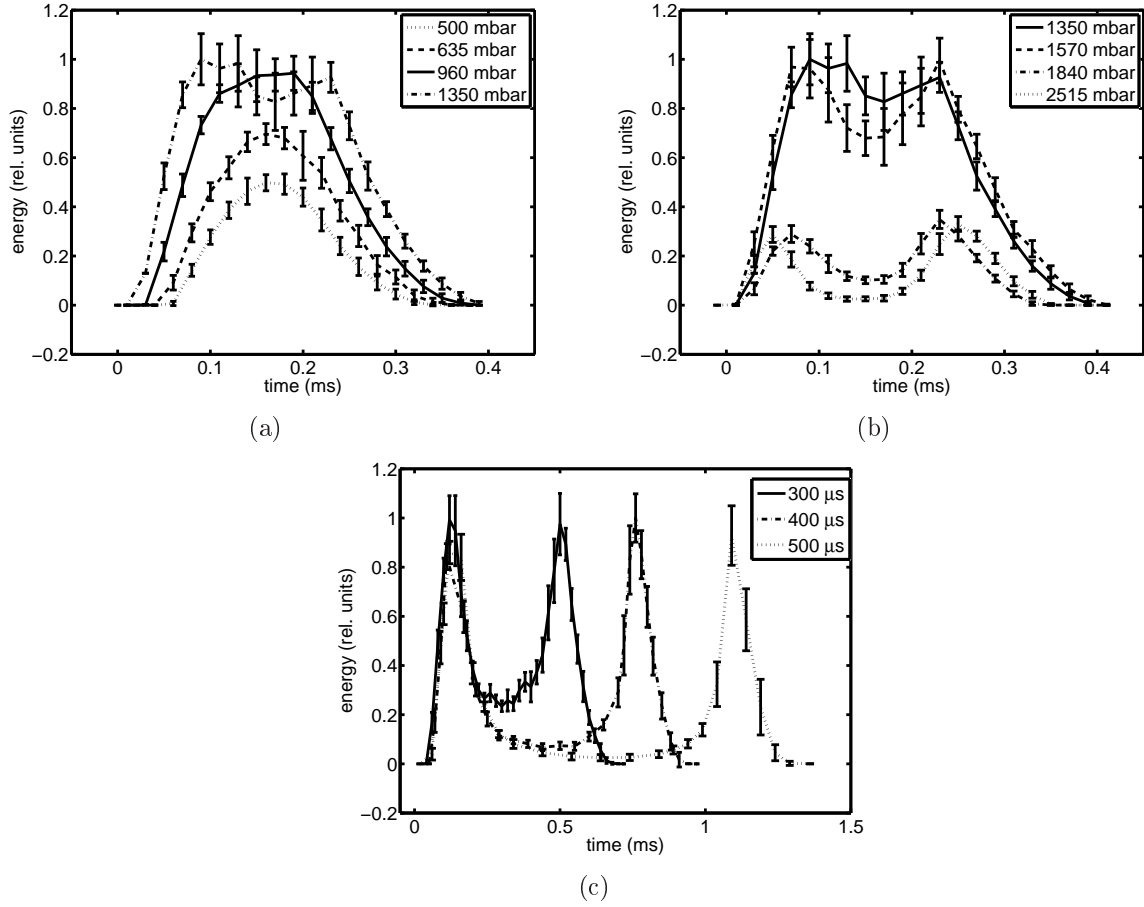 1.2
1
0.8
0.6
0.4
0.2
0
−0.2
energy (rel. units)
0
0.1
0.2
0.3
0.4
time (ms)
500 mbar
635 mbar
960 mbar
1350 mbar
(a)
1.2
1
0.8
0.6
0.4
0.2
0
−0.2
energy (rel. units)
0
0.1
0.2
0.3
0.4
time (ms)
1350 mbar
1570 mbar
1840 mbar
2515 mbar
(b)
1.2
1
0.8
0.6
0.4
0.2
0
−0.2
energy (rel. units)
0
0.5
1
1.5
time (ms)
300 μs
400 μs
500 μs
(c)